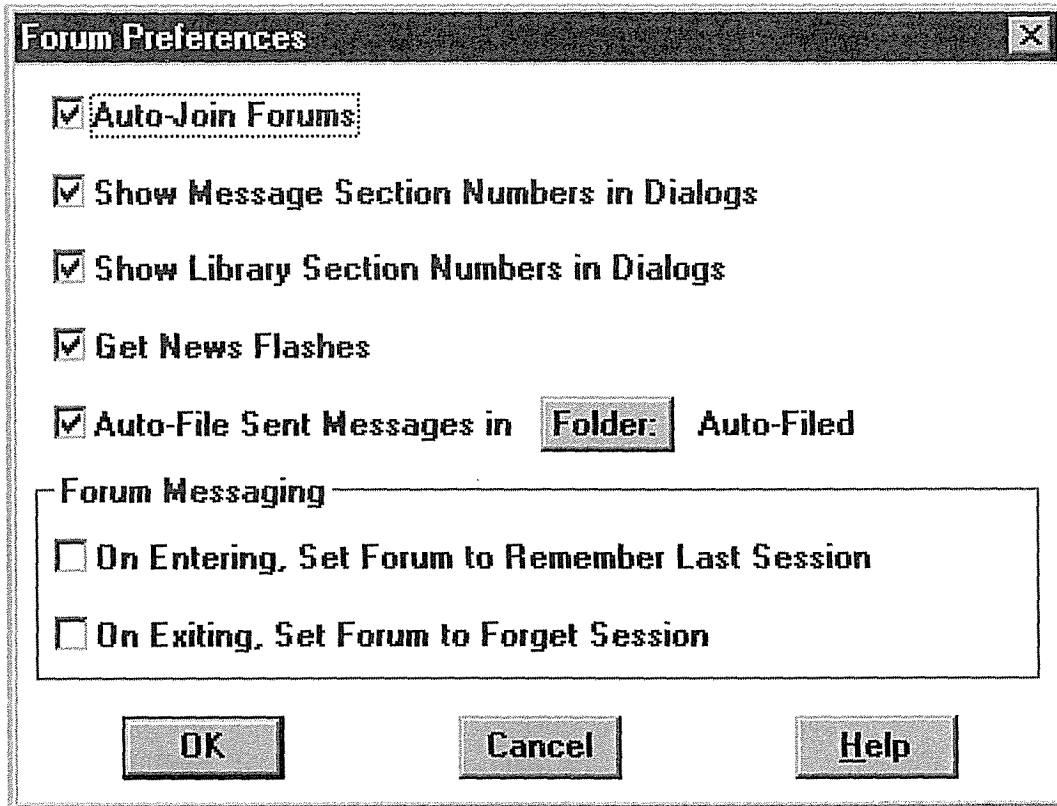 Forum Preferences
Auto-Join Forums
Show Message Section Numbers in Dialogs
Show Library Section Numbers in Dialogs
Get News Flashes
Auto-File Sent Messages in Folder: Auto-Filed
Forum Messaging
On Entering, Set Forum to Remember Last Session
On Exiting, Set Forum to Forget Session
OK Cancel Help